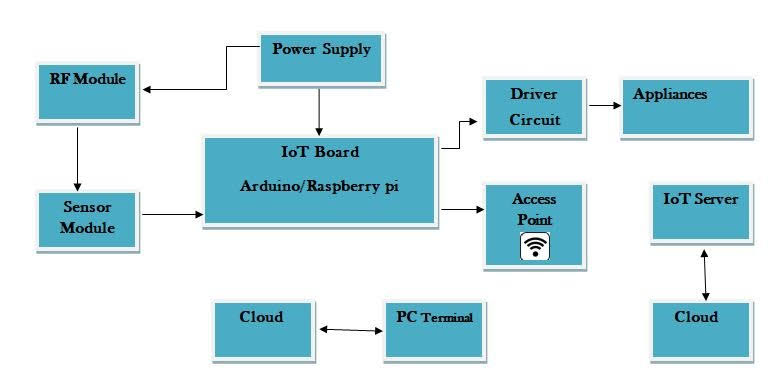 Power Supply
RF Module
Driver
Circuit
Appliances
IoT Board
Arduino/Raspberry pi
Sensor
Module
Access
Point
IoT Server
Cloud
PC Terminal
Cloud